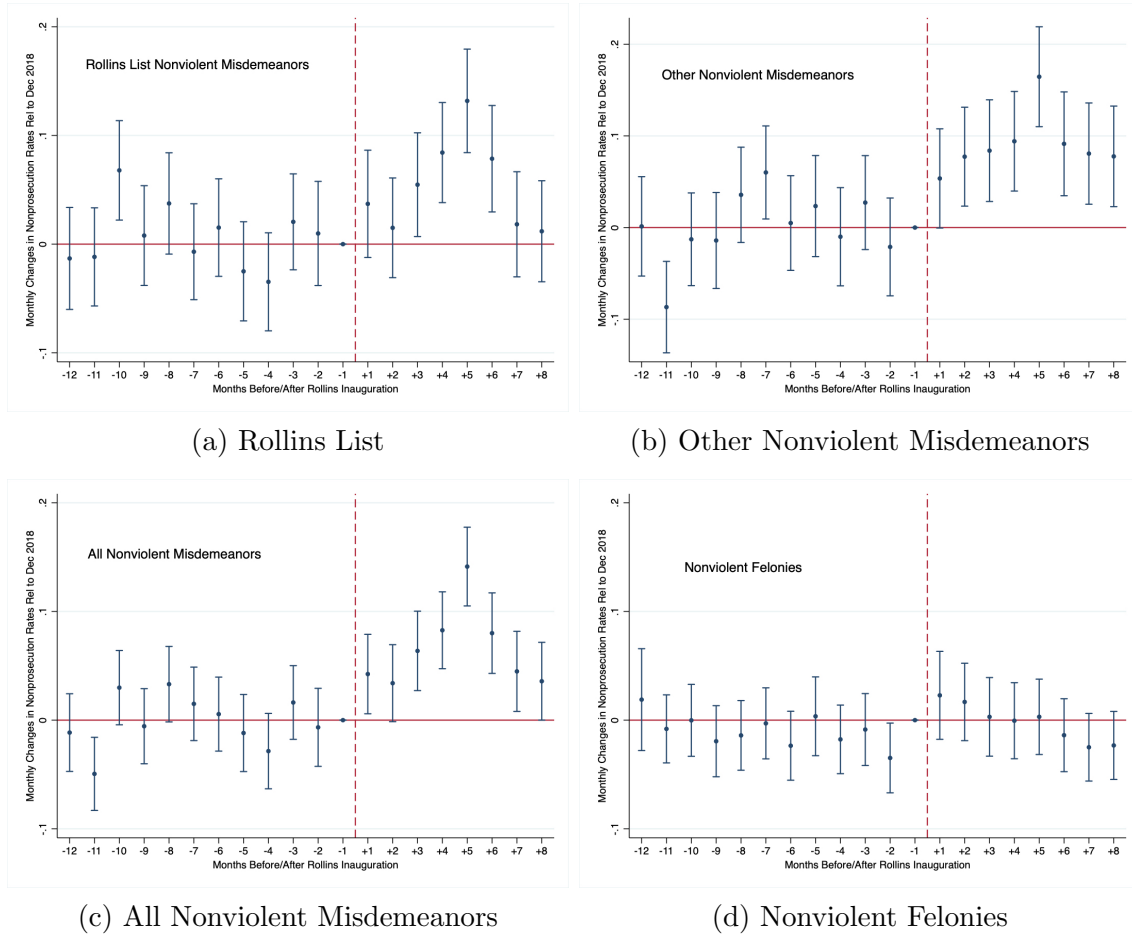 Monthly Changes in Nonprosecution Rates Rel to Dec 2018
.2
.1
0
-.1
Rollins List Nonviolent Misdemeanors
-12 -11 -10 -9 -8 -7 -6 -5 -4 -3 -2 -1 +1 +2 +3 +4 +5 +6 +7 +8
Months Before/After Rollins Inauguration
(a) Rollins List
Monthly Changes in Nonprosecution Rates Rel to Dec 2018
.2
.1
0
-.1
Other Nonviolent Misdemeanors
-12 -11 -10 -9 -8 -7 -6 -5 -4 -3 -2 -1 +1 +2 +3 +4 +5 +6 +7 +8
Months Before/After Rollins Inauguration
(b) Other Nonviolent Misdemeanors
Monthly Changes in Nonprosecuton Rates Rel to Dec 2018
.2
.1
0
-.1
All Nonviolent Misdemeanors
-12 -11 -10 -9 -8 -7 -6 -5 -4 -3 -2 -1 +1 +2 +3 +4 +5 +6 +7 +8
Months Before/After Rollins Inauguration
(c) All Nonviolent Misdemeanors
Monthly Changes in Nonprosecution Rates Rel to Dec 2018
.2
.1
0
-.1
Nonviolent Felonies
-12 -11 -10 -9 -8 -7 -6 -5 -4 -3 -2 -1 +1 +2 +3 +4 +5 +6 +7 +8
Months Before/After Rollins Inauguration
(d) Nonviolent Felonies